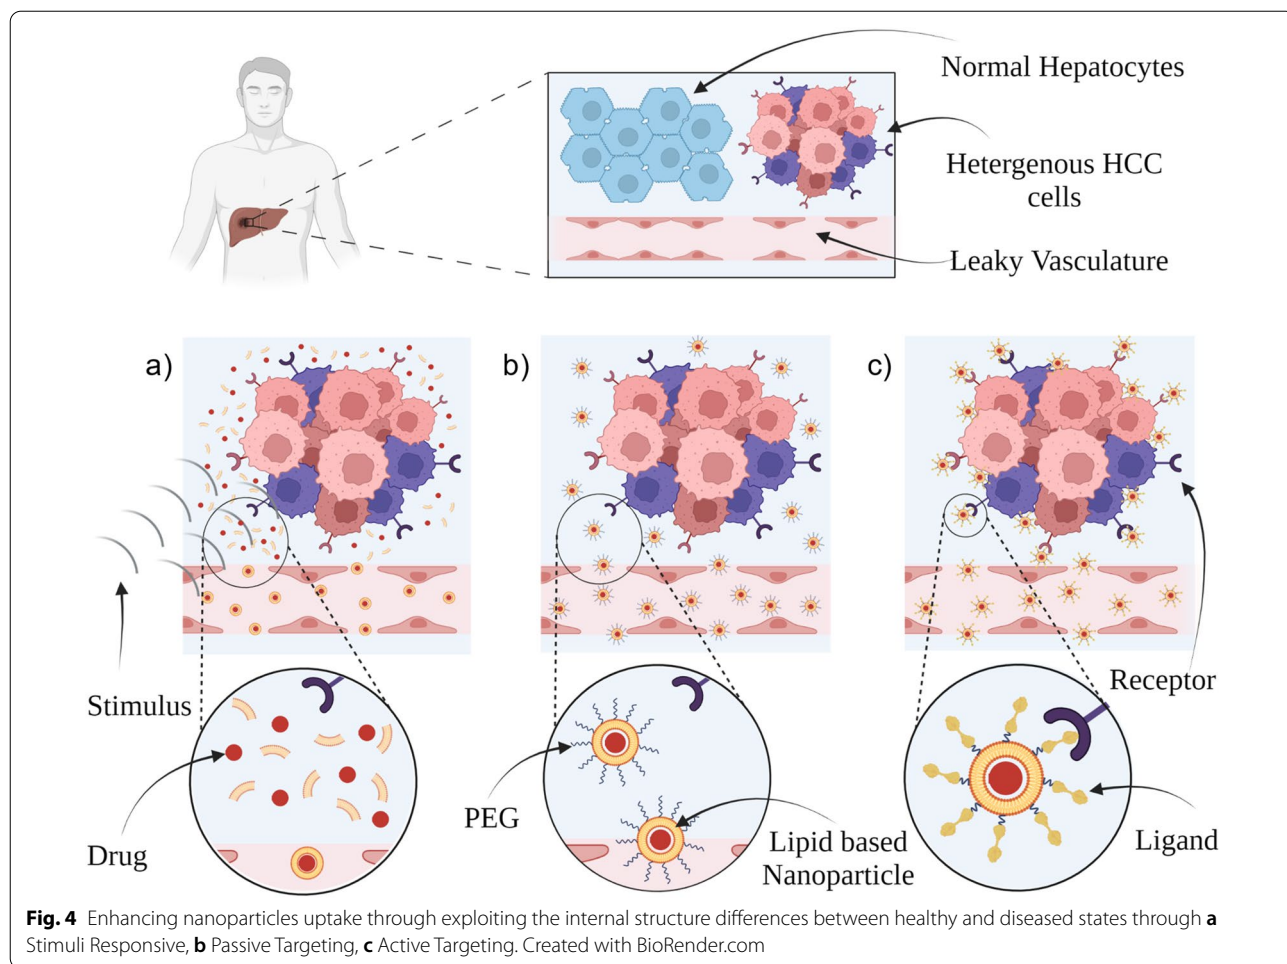 Normal Hepatocytes
Hetergenous HCC
cells
Leaky Vasculature
a)
b)
c)
Stimulus
Drug
PEG
Lipid based
Nanoparticle
Receptor
Ligand
Fig. 4 Enhancing nanoparticles uptake through exploiting the internal structure differences between healthy and diseased states through a
Stimuli Responsive, b Passive Targeting, c Active Targeting. Created with BioRender.com